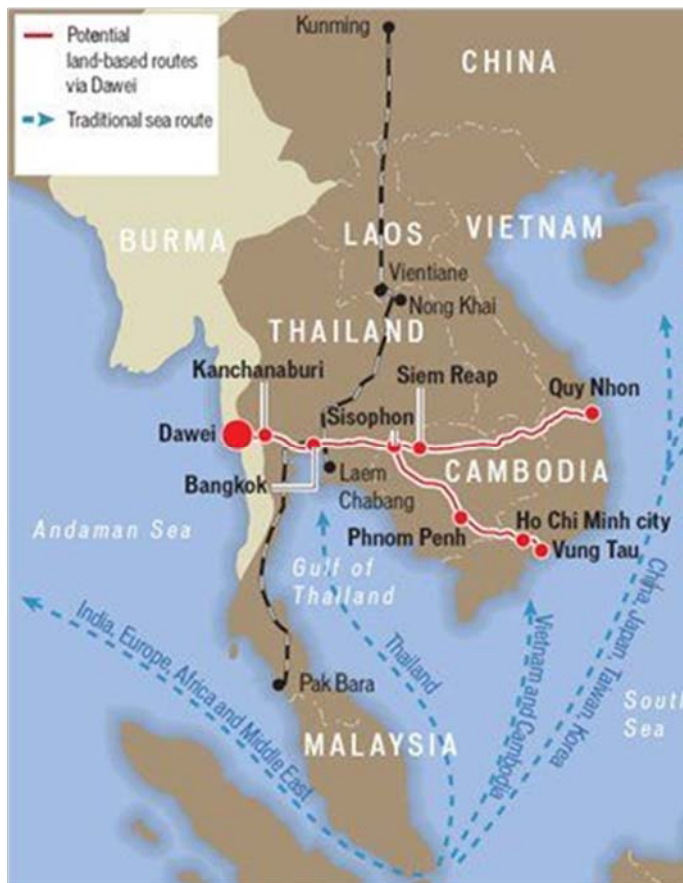 Potential
land-based routes
via Dawei
Traditional sea route
Kunming
CHINA
BURMA
LAOS
VIETNAM
Vientiane
Nong Khai
THAILAND
Kanchanaburi
Siem Reap
Quy Nhon
Dawei
Sisophon
Bangkok
Laem
Chabang
CAMBODIA
Andaman Sea
Phnom Penh
Ho Chi Minh city
Vung Tau
Gulf of
Thailand
India, Europe, Africa and Middle East
Thailand
Vietnam and Cambodia
China, Japan, Taiwan, Korea
Pak Bara
South
Sea
MALAYSIA